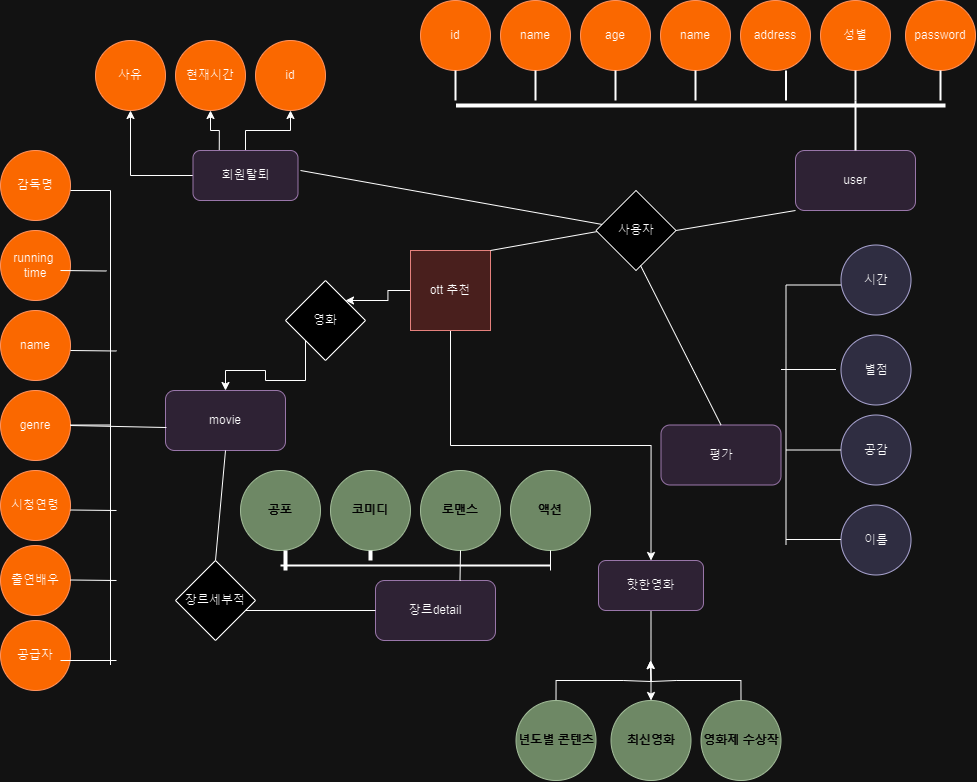 id
name
age
name
address
성별
password
사유
현재시간
id
회원탈퇴
user
감독명
사용자
running
time
ott 추천
시간
영화
name
별점
movie
genre
공감
평가
시청연령
공포
코미디
로맨스
액션
이름
출연배우
핫한영화
장르세부적
장르detail
공급자
년도별 콘텐츠
최신영화
영화제 수상작